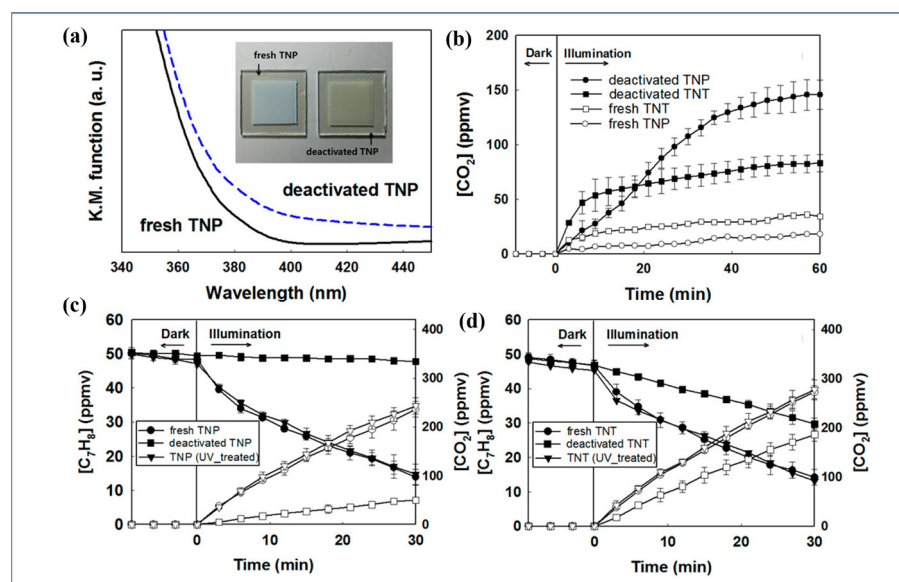 (a)
K.M. function (a. u.)
fresh TNP
deactivated TNP
deactivated TNP
fresh TNP
340 360 380 400 420 440
Wavelength (nm)
(b)
Dark
Illumination
deactivated TNP
deactivated TNT
fresh TNT
fresh TNP
[CO₂] (ppmv)
200
150
100
50
0
0 20 40 60
Time (min)
(c)
Dark
Illumination
[C₇H₈] (ppmv)
60
50
40
30
20
10
0
fresh TNP
deactivated TNP
TNP (UV_treated)
400
300
200
100
0
[CO₂] (ppmv)
0 10 20 30
Time (min)
(d)
Dark
Illumination
[C₇H₈] (ppmv)
60
50
40
30
20
10
0
fresh TNT
deactivated TNT
TNT (UV_treated)
400
300
200
100
0
[CO₂] (ppmv)
0 10 20 30
Time (min)